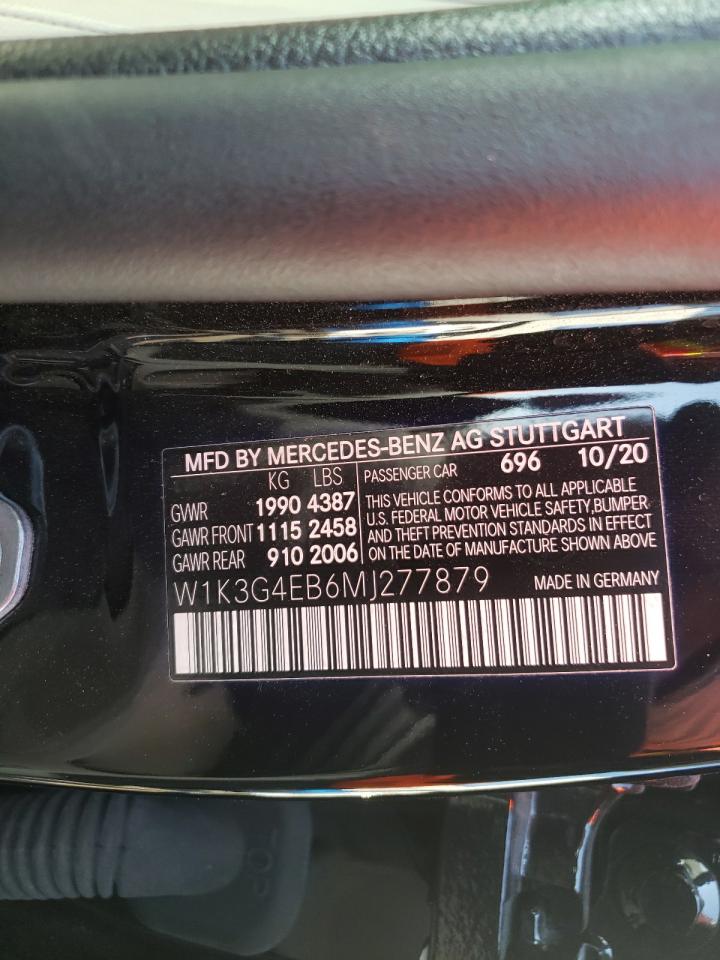 MFD BY MERCEDES-BENZ AG STUTTGART
KG LBS
GVWR 1990 4387
GAWR FRONT 1115 2458
GAWR REAR 910 2006
PASSENGER CAR 696 10/20
THIS VEHICLE CONFORMS TO ALL APPLICABLE
U.S. FEDERAL MOTOR VEHICLE SAFETY,BUMPER
AND THEFT PREVENTION STANDARDS IN EFFECT
ON THE DATE OF MANUFACTURE SHOWN ABOVE
W1K3G4EB6MJ277879 MADE IN GERMANY